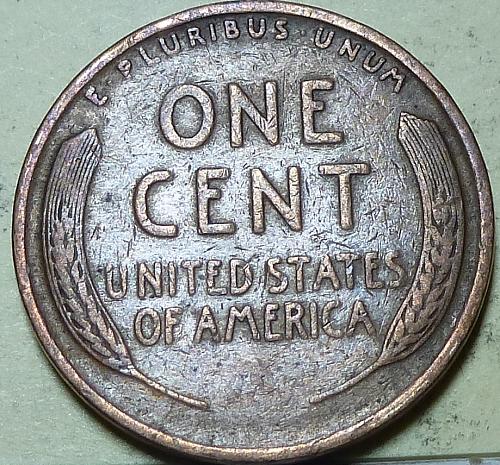 E PLURIBUS UNUM
ONE
CENT
UNITED STATES
OF AMERICA